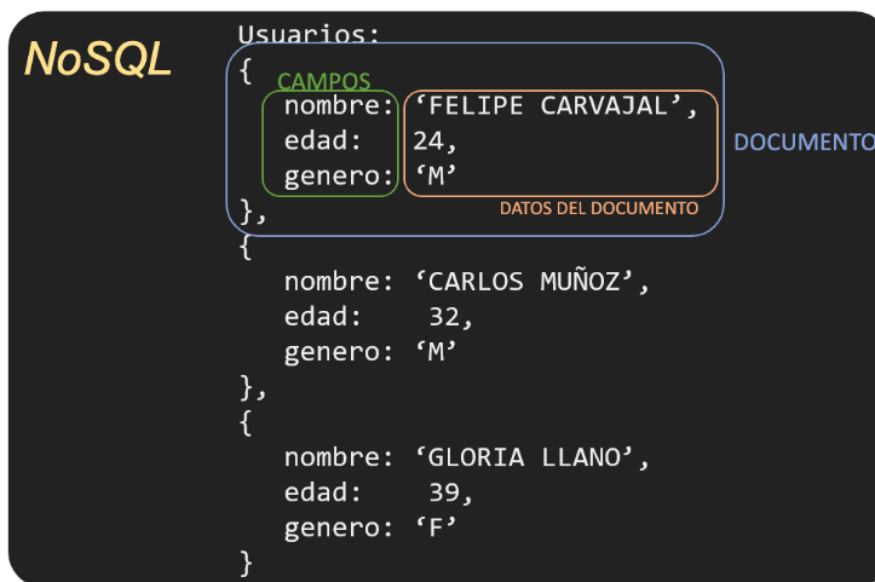 NoSQL
Usuarios:
{
CAMPOS
nombre: ‘FELIPE CARVAJAL’,
edad: 24,
genero: ‘M’
DOCUMENTO
DATOS DEL DOCUMENTO
},
{
nombre: ‘CARLOS MUÑOZ’,
edad: 32,
genero: ‘M’
},
{
nombre: ‘GLORIA LLANO’,
edad: 39,
genero: ‘F’
}